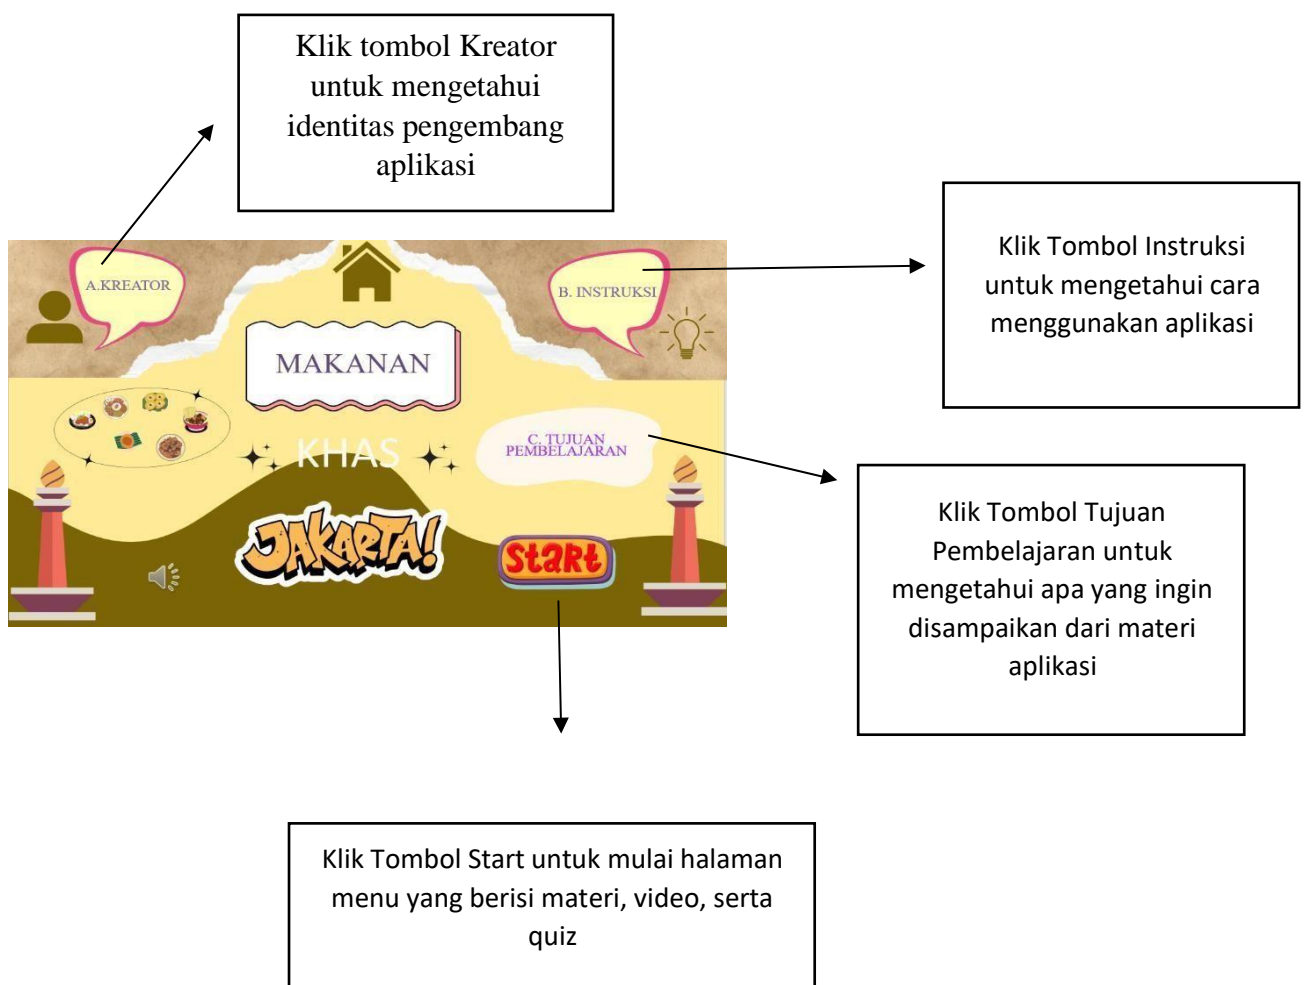 Klik tombol Kreator
untuk mengetahui
identitas pengembang
aplikasi
Klik Tombol Instruksi
untuk mengetahui cara
menggunakan aplikasi
A.KREATOR
B. INSTRUKSI
MAKANAN
KHAS
JAKARTA!
C. TUJUAN
PEMBELAJARAN
Start
Klik Tombol Tujuan
Pembelajaran untuk
mengetahui apa yang ingin
disampaikan dari materi
aplikasi
Klik Tombol Start untuk mulai halaman
menu yang berisi materi, video, serta
quiz